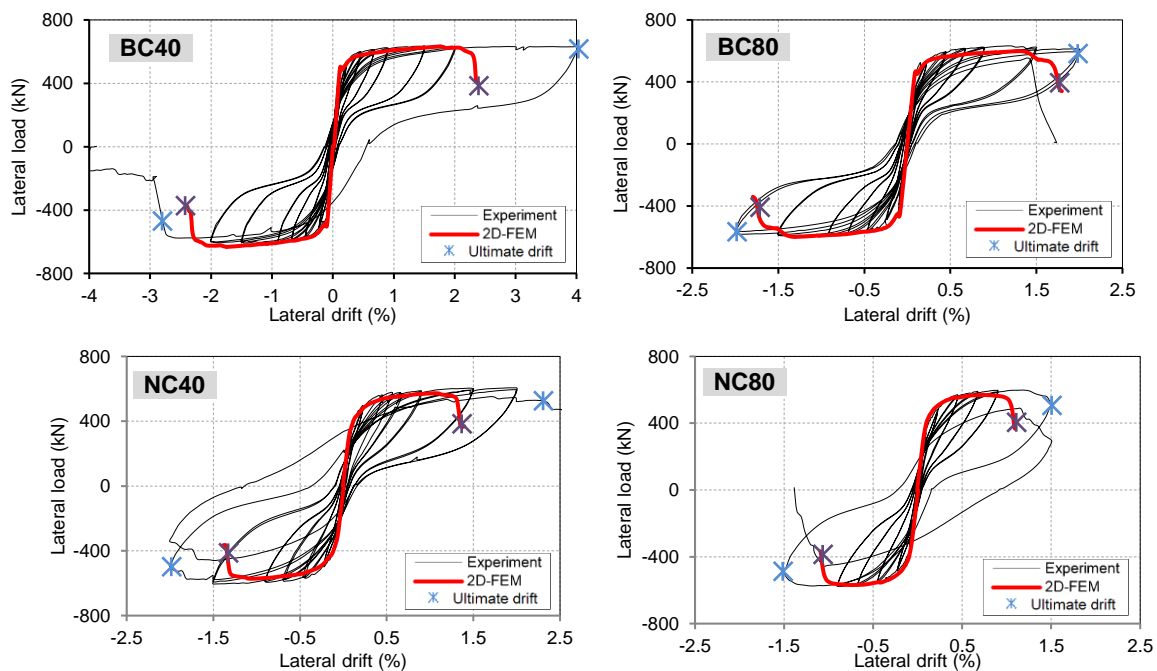 BC40
Lateral load (kN)
800
400
0
-400
-800
-4 -3 -2 -1 0 1 2 3 4
Lateral drift (%)
Experiment
2D-FEM
Ultimate drift
BC80
Lateral load (kN)
800
400
0
-400
-800
-2.5 -1.5 -0.5 0.5 1.5 2.5
Lateral drift (%)
Experiment
2D-FEM
Ultimate drift
NC40
Lateral load (kN)
800
400
0
-400
-800
-2.5 -1.5 -0.5 0.5 1.5 2.5
Lateral drift (%)
Experiment
2D-FEM
Ultimate drift
NC80
Lateral load (kN)
800
400
0
-400
-800
-2.5 -1.5 -0.5 0.5 1.5 2.5
Lateral drift (%)
Experiment
2D-FEM
Ultimate drift